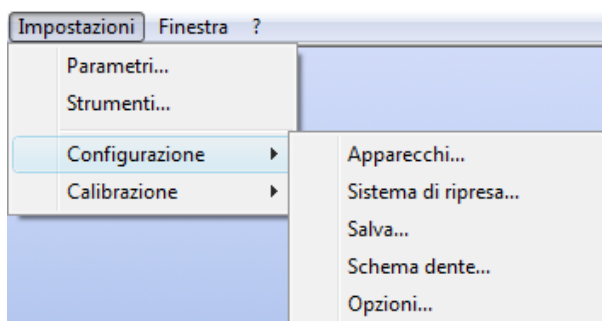 Impostazioni Finestra ?
Parametri...
Strumenti...
Configurazione
Calibrazione
Apparecchi...
Sistema di ripresa...
Salva...
Schema dente...
Opzioni...